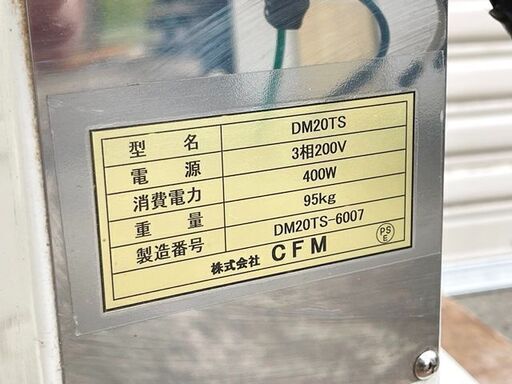 型 名 DM20TS
電 源 3相200V
消費電力 400W
重 量 95kg
製造番号 DM20TS-6007
株式会社 CFM
PS
E